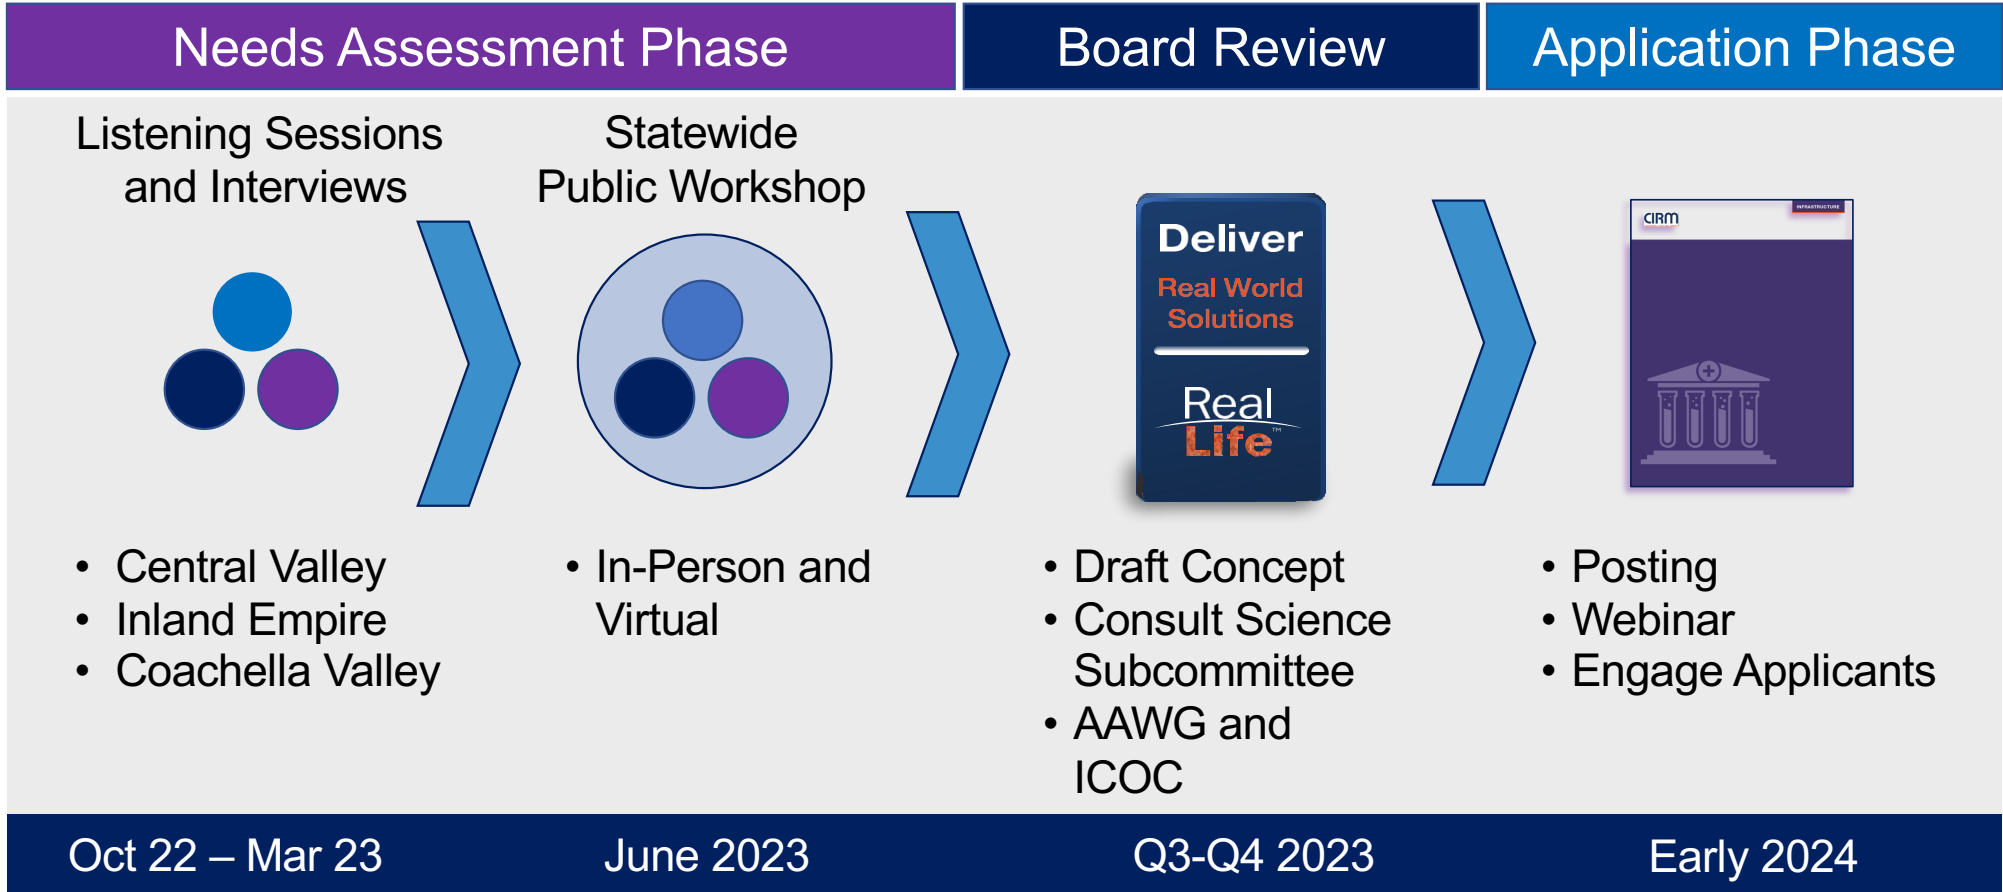 Needs Assessment Phase
Board Review
Application Phase
Listening Sessions
and Interviews
Statewide
Public Workshop
Deliver
Real World
Solutions
Real
Life™
CIRM
INFRASTRUCTURE
• Central Valley
• Inland Empire
• Coachella Valley
• In-Person and
Virtual
• Draft Concept
• Consult Science
Subcommittee
• AAWG and
ICOC
• Posting
• Webinar
• Engage Applicants
Oct 22 – Mar 23
June 2023
Q3-Q4 2023
Early 2024